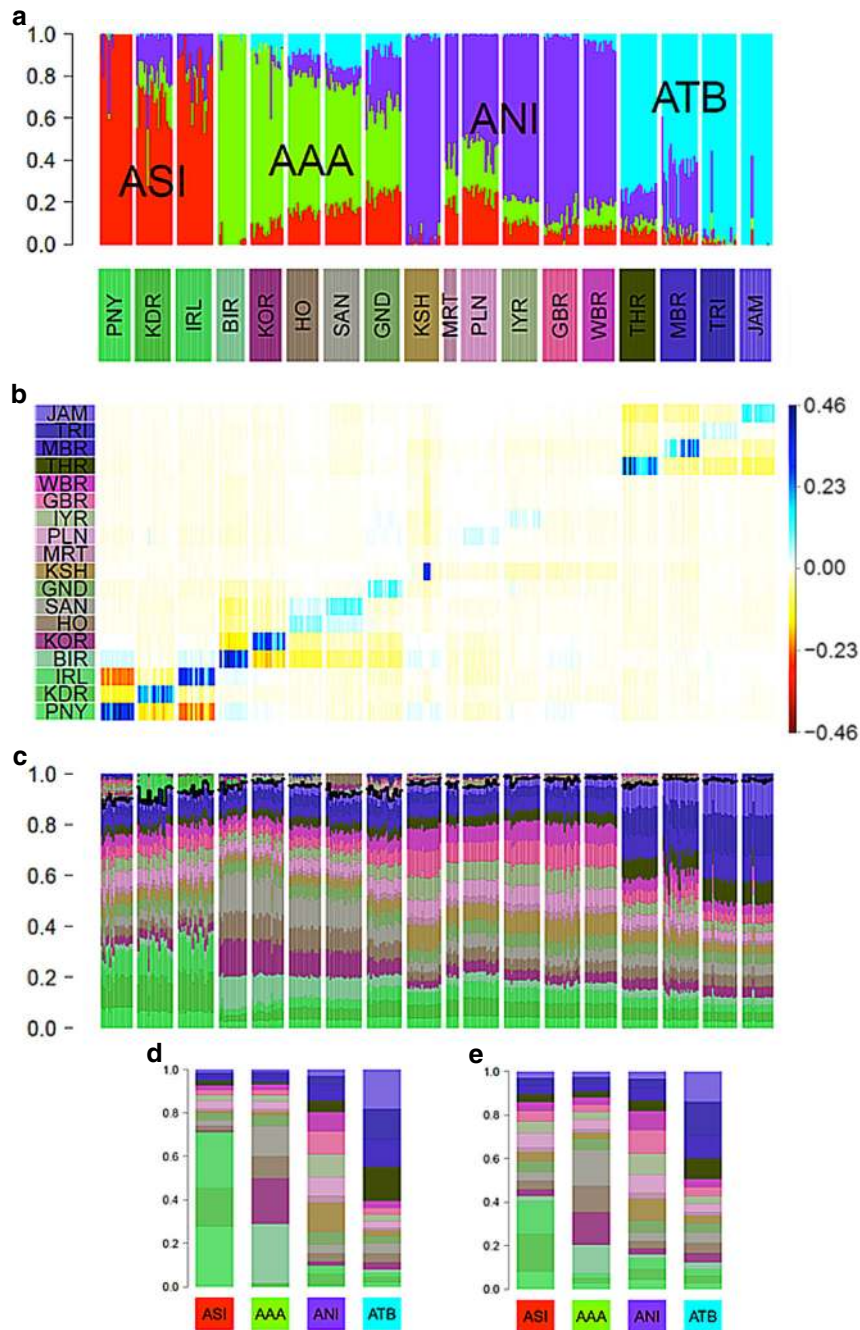 a
1.0
0.8
0.6
0.4
0.2
0.0
ASI
AAA
ANI
ATB
PNY
KDR
IRL
BIR
KOR
HO
SAN
GND
KSH
MRT
PLN
IYR
GBR
WBR
THR
MBR
TRI
JAM
b
JAM
TRI
MBR
THR
WBR
GBR
IYR
PLN
MRT
KSH
GND
SAN
HO
KOR
BIR
IRL
KDR
PNY
0.46
0.23
0.00
-0.23
-0.46
c
1.0
0.8
0.6
0.4
0.2
0.0
d
1.0
0.8
0.6
0.4
0.2
0.0
ASI
AAA
ANI
ATB
e
1.0
0.8
0.6
0.4
0.2
0.0
ASI
AAA
ANI
ATB